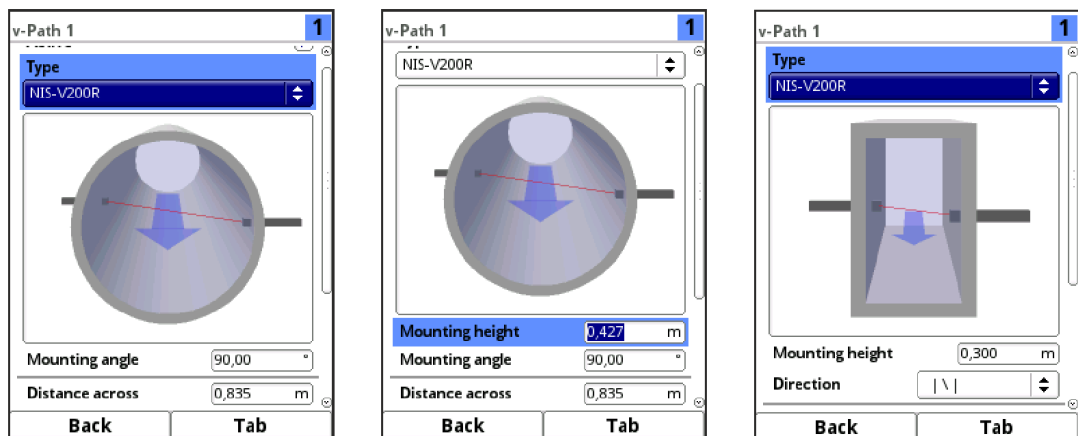 v-Path 1
1
Type
NIS-V200R
Mounting angle
90,00 °
Distance across
0,835 m
Back Tab
v-Path 1
1
NIS-V200R
Mounting height
0,427 m
Mounting angle
90,00 °
Distance across
0,835 m
Back Tab
v-Path 1
1
Type
NIS-V200R
Mounting height
0,300 m
Direction
| \ |
Back Tab